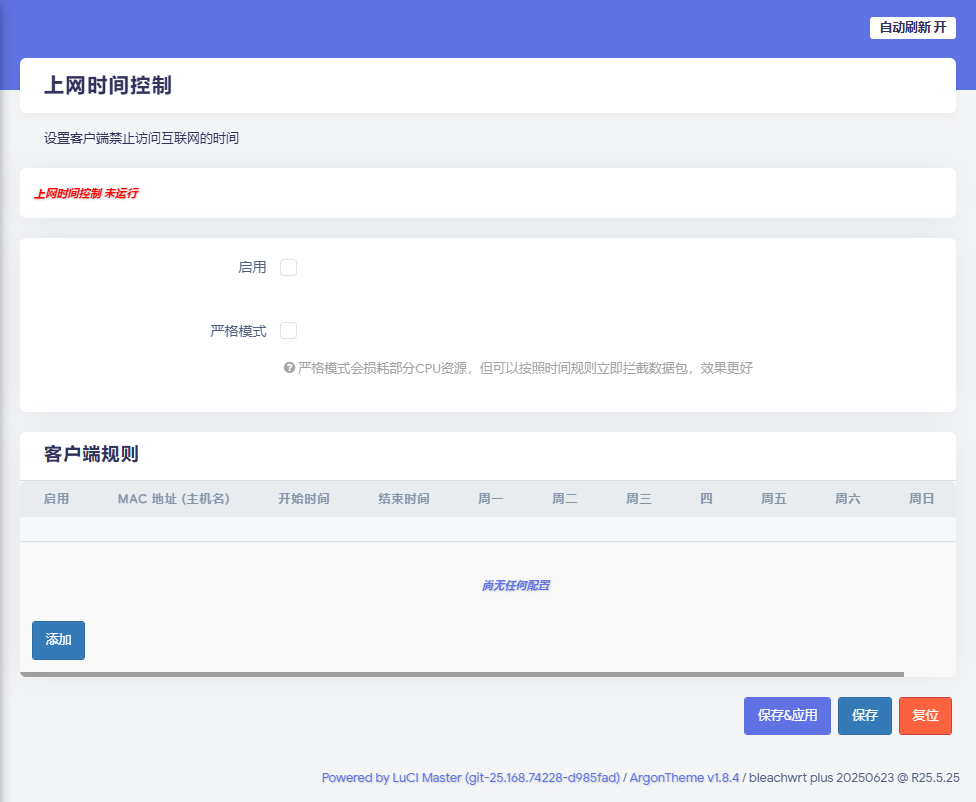 自动刷新 开
上网时间控制
设置客户端禁止访问互联网的时间
上网时间控制 未运行
启用
严格模式
严格模式会损耗部分CPU资源，但可以按照时间规则立即拦截数据包，效果更好
客户端规则
启用 MAC 地址 (主机名) 开始时间 结束时间 周一 周二 周三 四 周五 周六 周日
尚无任何配置
添加
保存&应用 保存 复位
Powered by LuCI Master (git-25.168.74228-d985fad) / ArgonTheme v1.8.4 / bleachwrt plus 20250623 @ R25.5.25